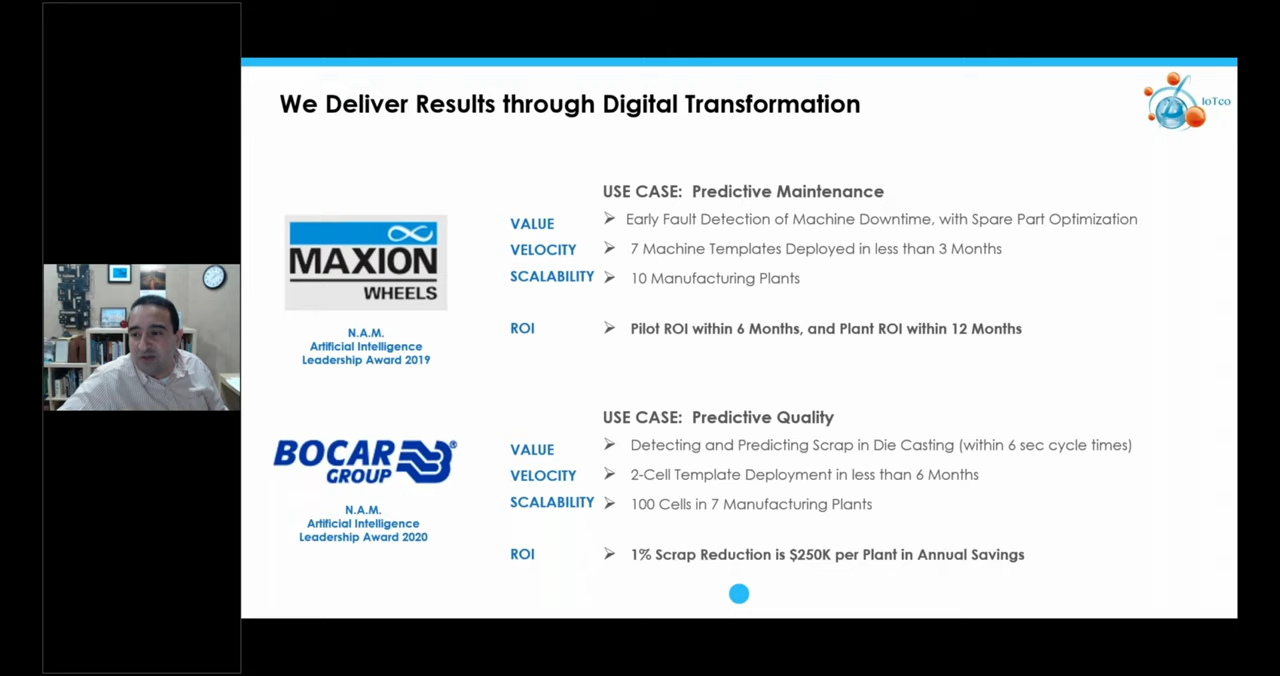 We Deliver Results through Digital Transformation
IoTco
MAXION
WHEELS
N.A.M.
Artificial Intelligence
Leadership Award 2019
USE CASE: Predictive Maintenance
VALUE
Early Fault Detection of Machine Downtime, with Spare Part Optimization
VELOCITY
7 Machine Templates Deployed in less than 3 Months
SCALABILITY
10 Manufacturing Plants
ROI
Pilot ROI within 6 Months, and Plant ROI within 12 Months
BOCAR
GROUP
®
N.A.M.
Artificial Intelligence
Leadership Award 2020
USE CASE: Predictive Quality
VALUE
Detecting and Predicting Scrap in Die Casting (within 6 sec cycle times)
VELOCITY
2-Cell Template Deployment in less than 6 Months
SCALABILITY
100 Cells in 7 Manufacturing Plants
ROI
1% Scrap Reduction is $250K per Plant in Annual Savings